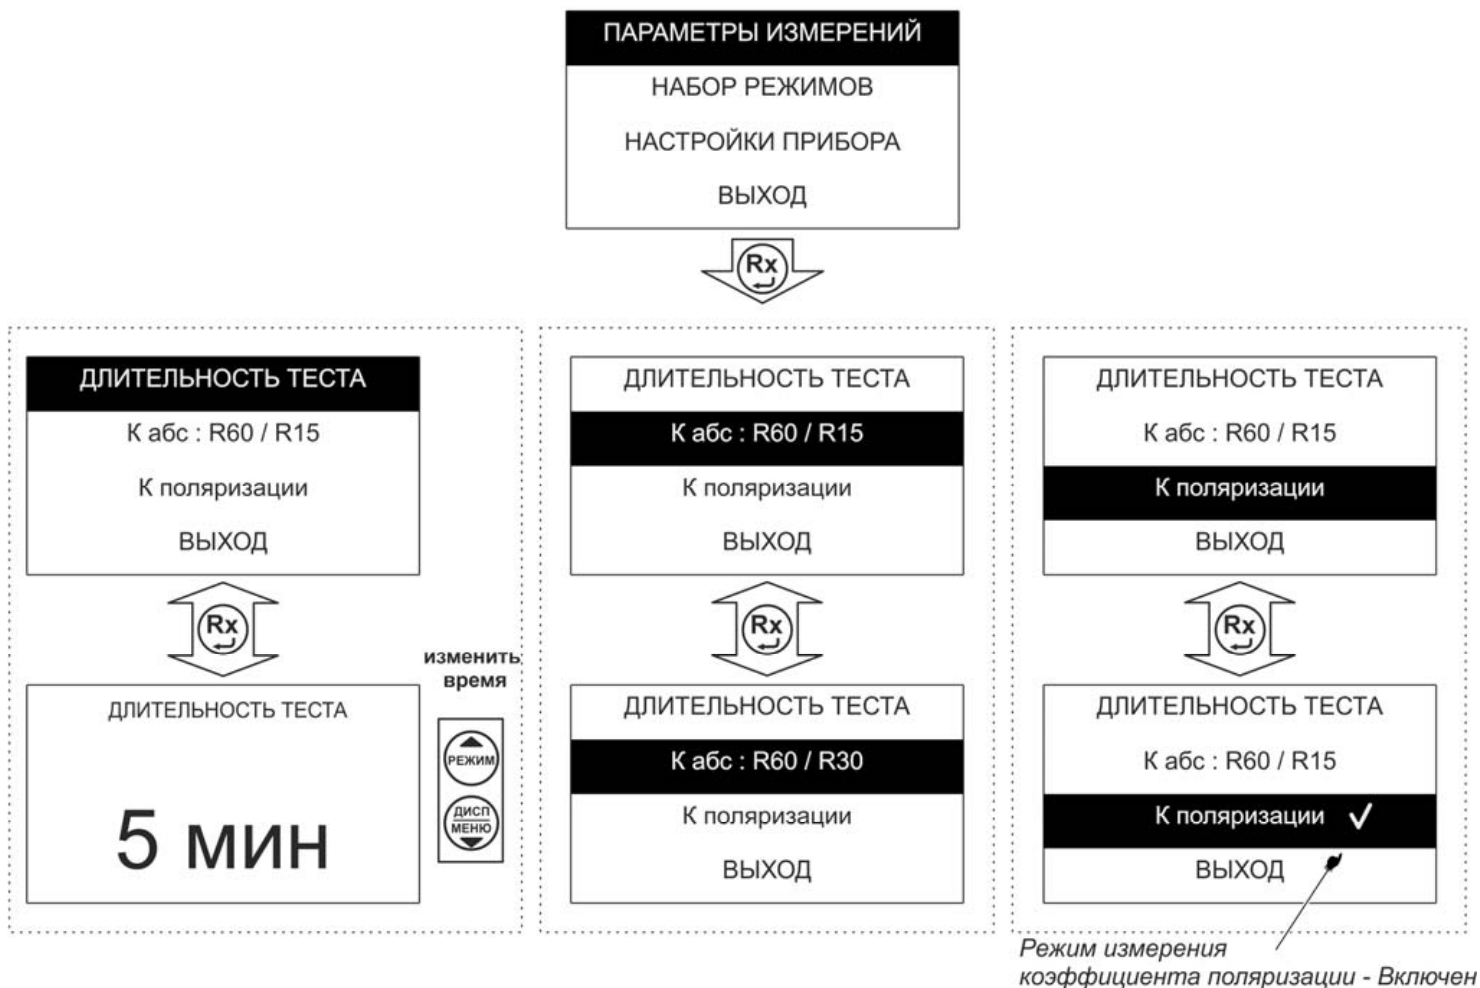 ПАРАМЕТРЫ ИЗМЕРЕНИЙ
НАБОР РЕЖИМОВ
НАСТРОЙКИ ПРИБОРА
ВЫХОД
Rx
ДЛИТЕЛЬНОСТЬ ТЕСТА
К абс : R60 / R15
К поляризации
ВЫХОД
Rx
ДЛИТЕЛЬНОСТЬ ТЕСТА
5 мин
изменить
время
РЕЖИМ
ДИСП
МЕНЮ
ДЛИТЕЛЬНОСТЬ ТЕСТА
К абс : R60 / R15
К поляризации
ВЫХОД
Rx
ДЛИТЕЛЬНОСТЬ ТЕСТА
К абс : R60 / R30
К поляризации
ВЫХОД
ДЛИТЕЛЬНОСТЬ ТЕСТА
К абс : R60 / R15
К поляризации
ВЫХОД
Rx
ДЛИТЕЛЬНОСТЬ ТЕСТА
К абс : R60 / R15
К поляризации ✓
ВЫХОД
Режим измерения
коэффициента поляризации - Включен